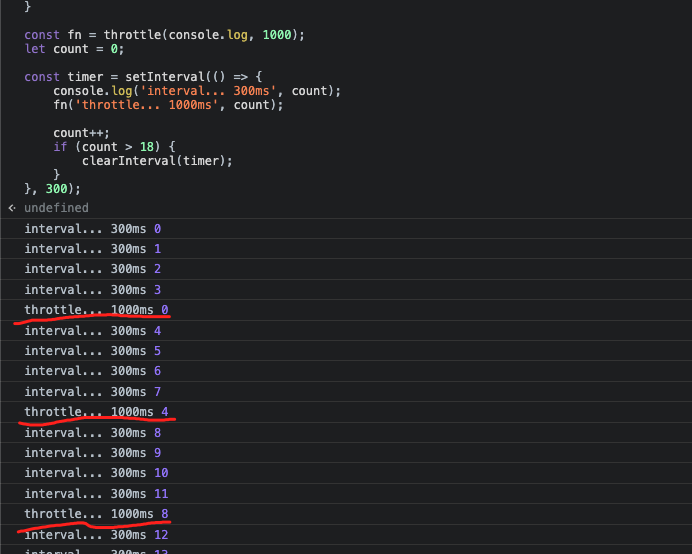 }
const fn = throttle(console.log, 1000);
let count = 0;
const timer = setInterval(() => {
console.log('interval... 300ms', count);
fn('throttle... 1000ms', count);
count++;
if (count > 18) {
clearInterval(timer);
}
}, 300);
undefined
interval... 300ms 0
interval... 300ms 1
interval... 300ms 2
interval... 300ms 3
throttle... 1000ms 0
interval... 300ms 4
interval... 300ms 5
interval... 300ms 6
interval... 300ms 7
throttle... 1000ms 4
interval... 300ms 8
interval... 300ms 9
interval... 300ms 10
interval... 300ms 11
throttle... 1000ms 8
interval... 300ms 12
interval... 300ms 13